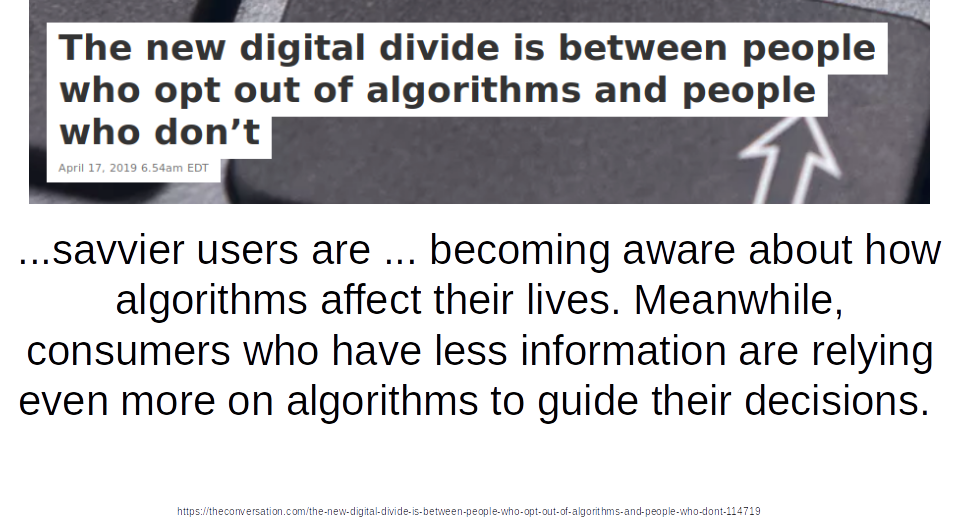 The new digital divide is between people
who opt out of algorithms and people
who don’t
April 17, 2019 6.54am EDT
...savvier users are ... becoming aware about how
algorithms affect their lives. Meanwhile,
consumers who have less information are relying
even more on algorithms to guide their decisions.
https://theconversation.com/the-new-digital-divide-is-between-people-who-opt-out-of-algorithms-and-people-who-dont-114719